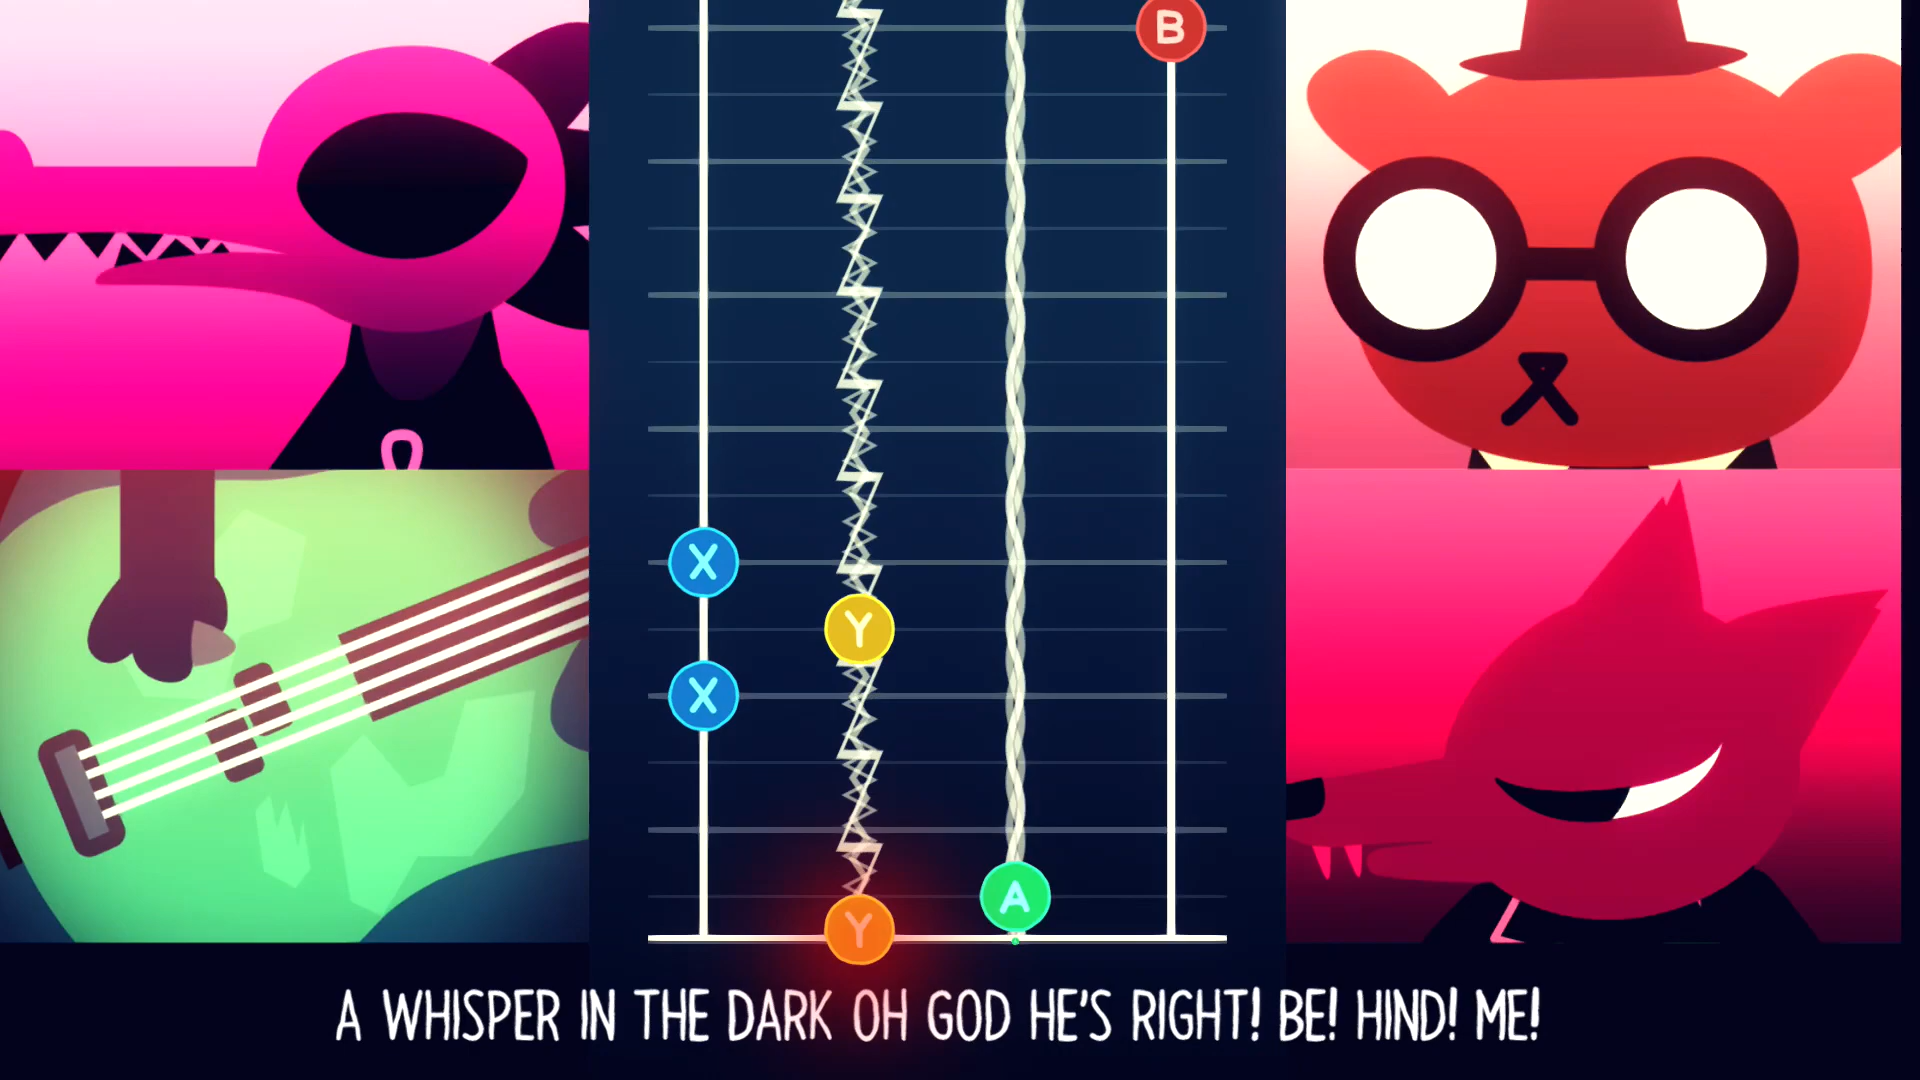 B
X
Y
X
A
Y
A WHISPER IN THE DARK OH GOD HE'S RIGHT! BE! HIND! ME!